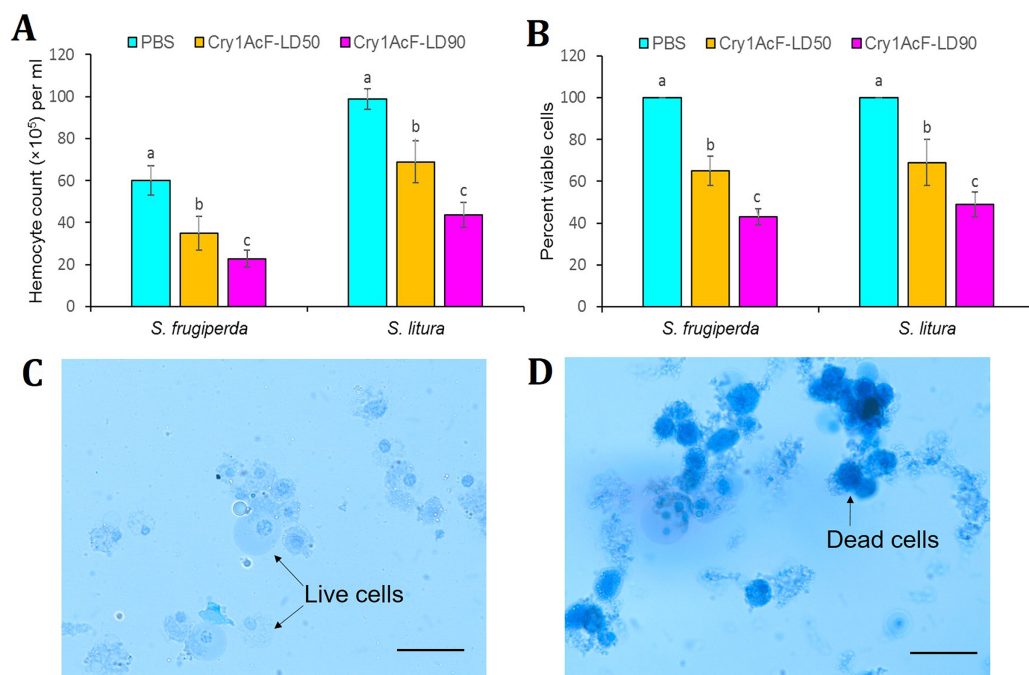 A
PBS Cry1AcF-LD50 Cry1AcF-LD90
Hemocyte count (×10⁵) per ml
120
100
80
60
40
20
0
a
b
c
a
b
c
S. frugiperda S. litura
B
PBS Cry1AcF-LD50 Cry1AcF-LD90
Percent viable cells
120
100
80
60
40
20
0
a
b
c
a
b
c
S. frugiperda S. litura
C
Live cells
D
Dead cells